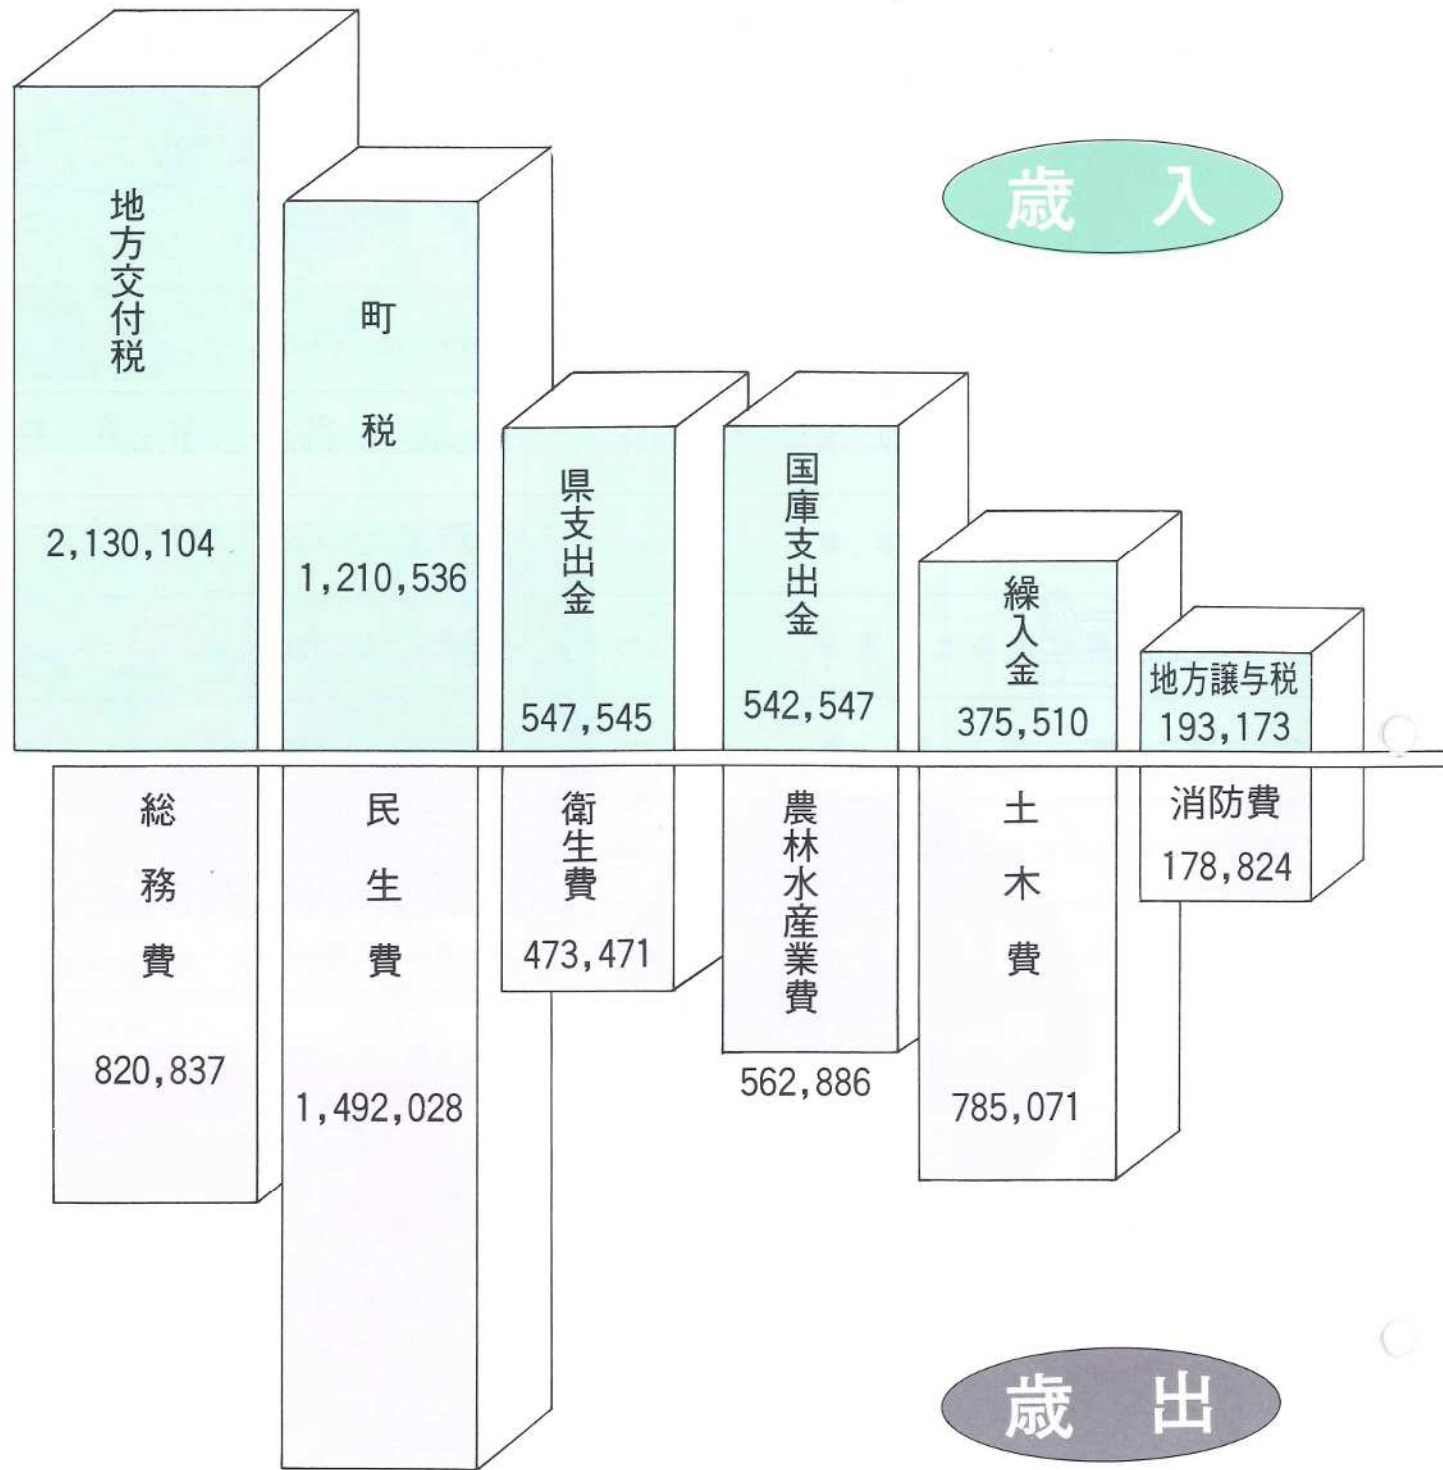 歳入
地方交付税
2,130,104
町税
1,210,536
県支出金
547,545
国庫支出金
542,547
繰入金
375,510
地方譲与税
193,173
総務費
820,837
民生費
1,492,028
衛生費
473,471
農林水産業費
562,886
土木費
785,071
消防費
178,824
歳出